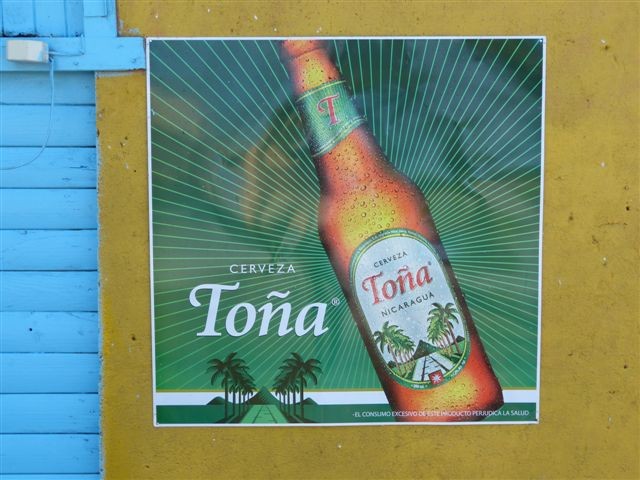 T
CERVEZA
Toña®
NICARAGUA
CERVEZA
Toña®
-EL CONSUMO EXCESIVO DE ESTE PRODUCTO PERJUDICA LA SALUD